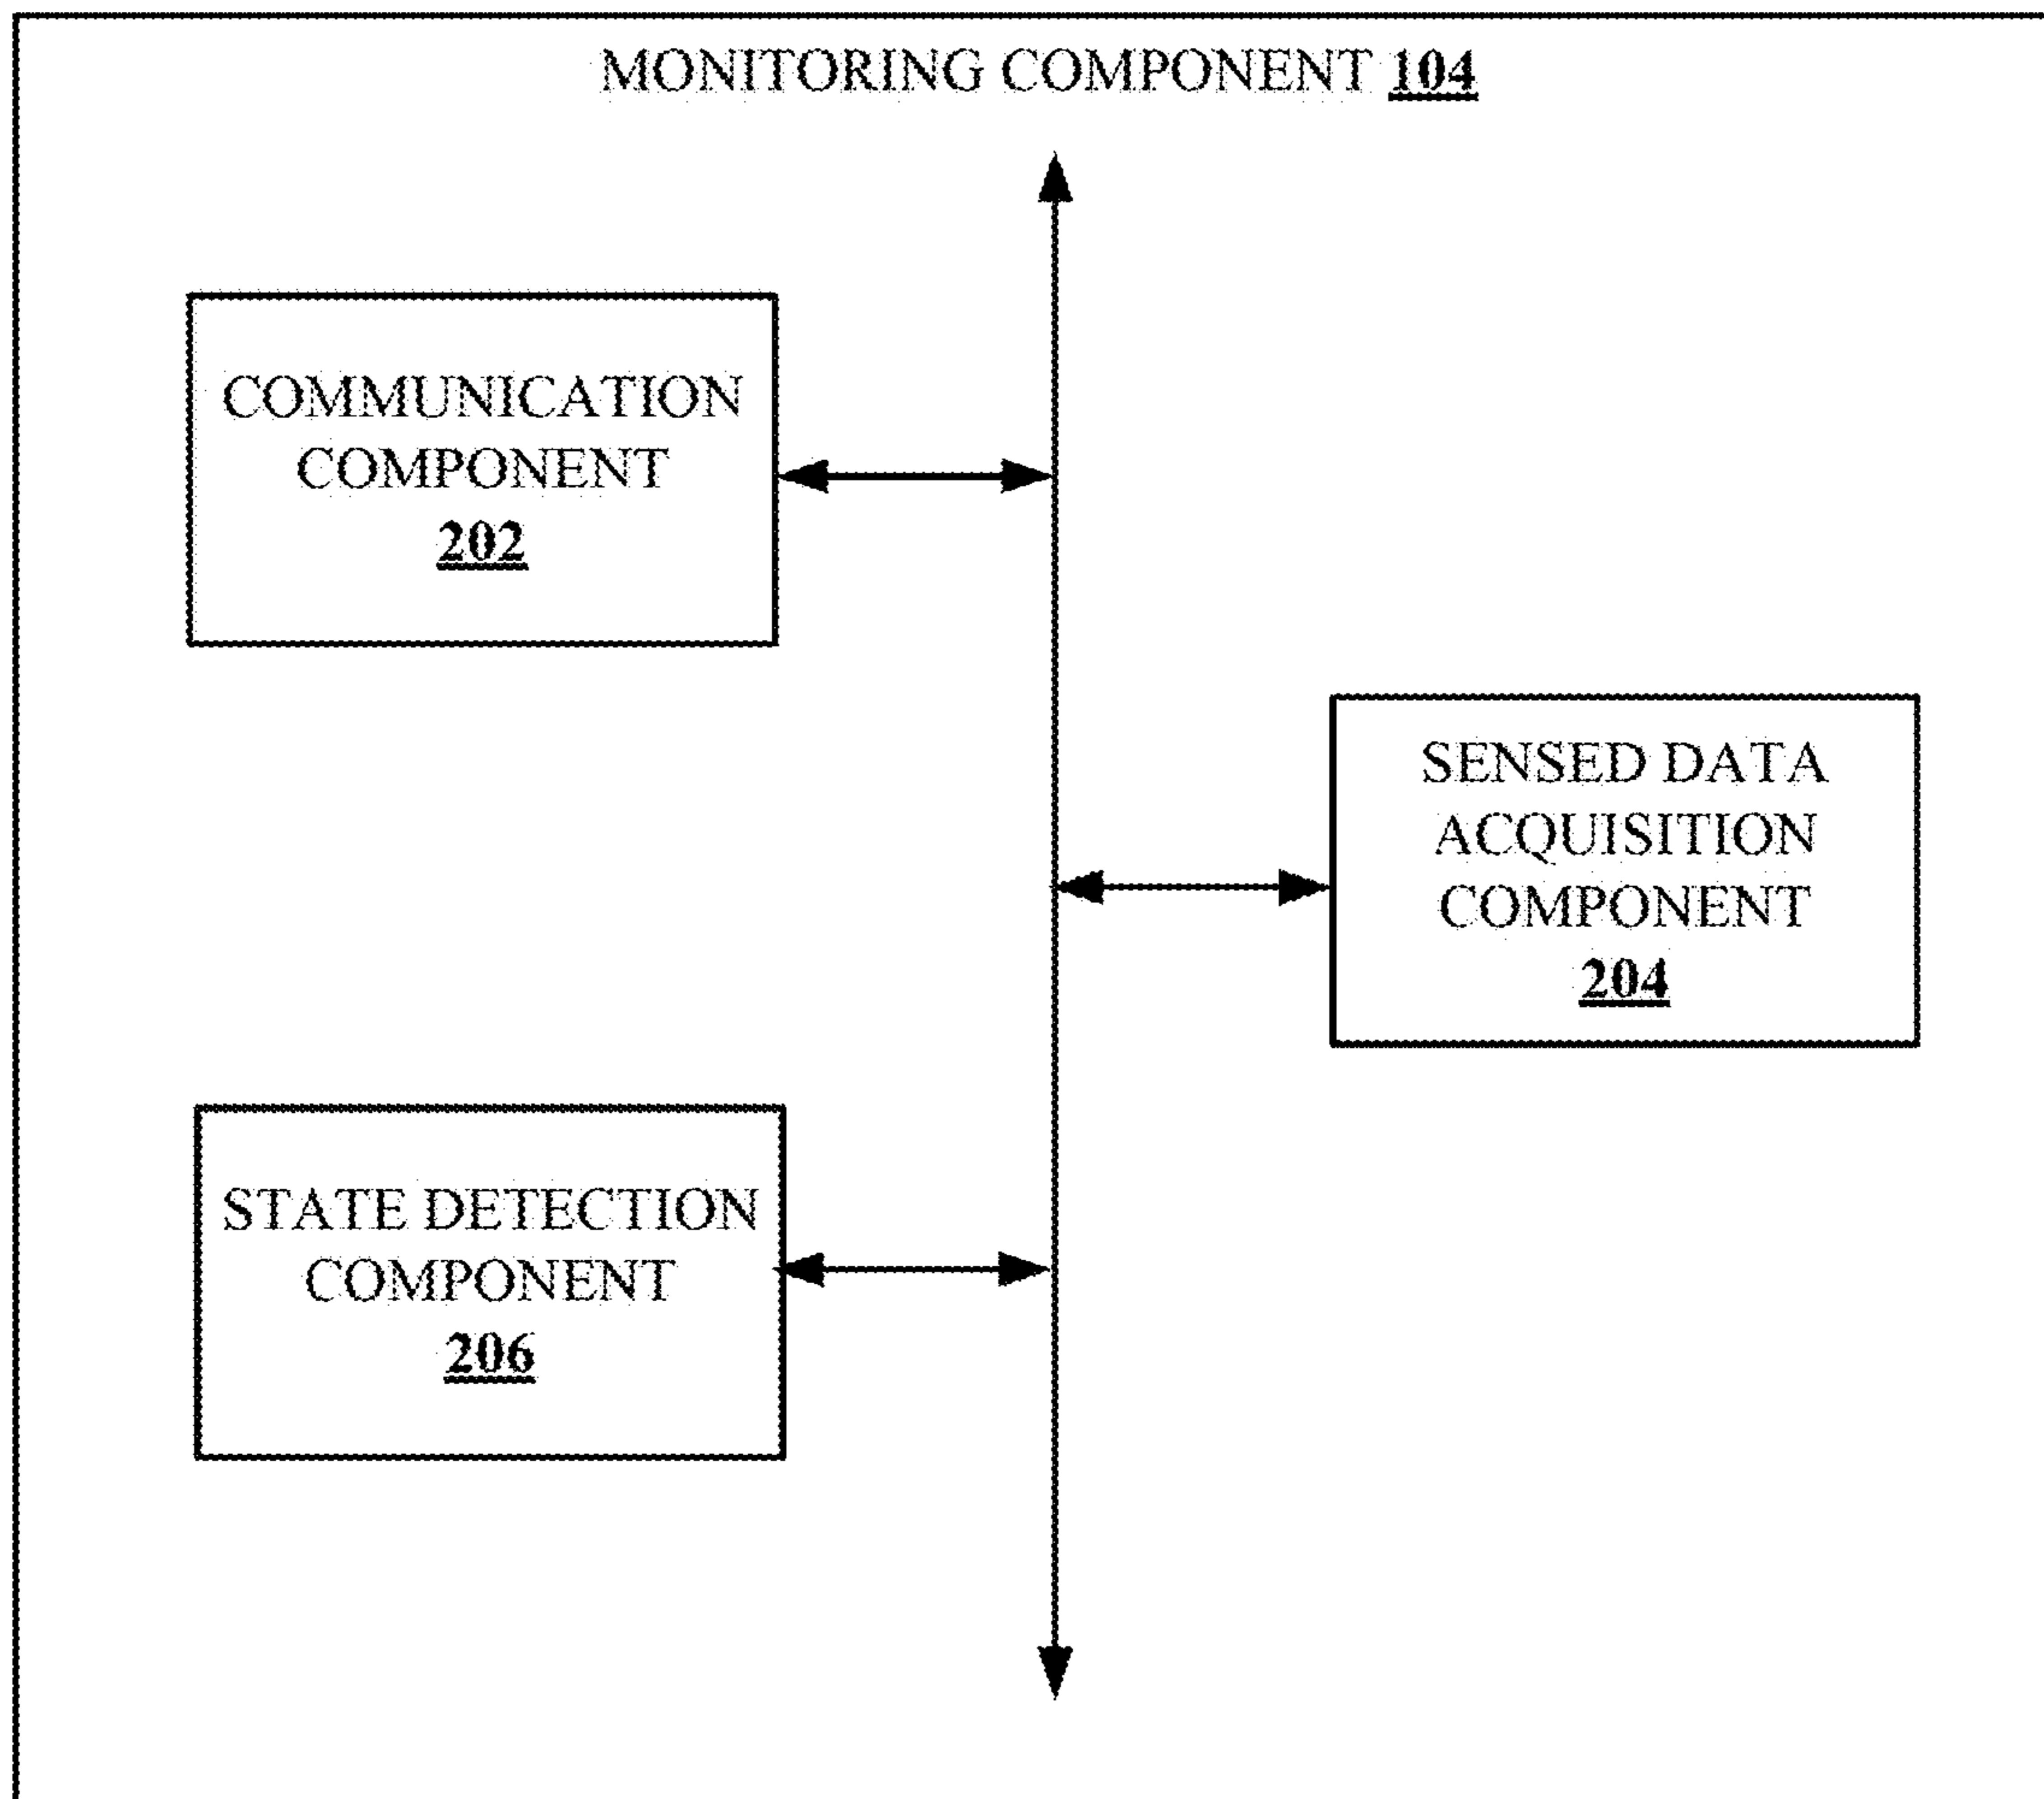 MONITORING COMPONENT 104
COMMUNICATION
COMPONENT
202
SENSED DATA
ACQUISITION
COMPONENT
204
STATE DETECTION
COMPONENT
206